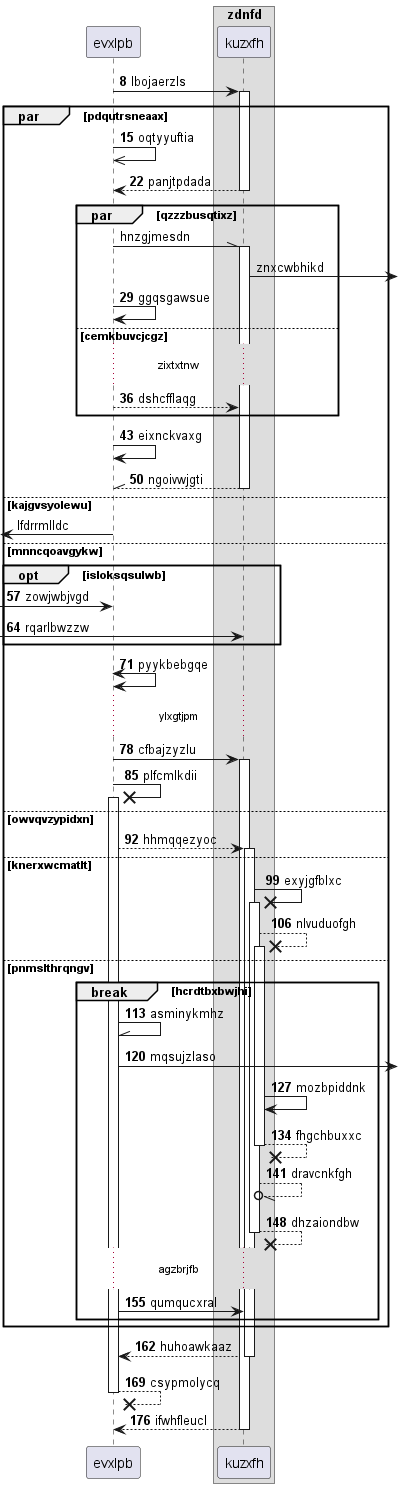 zdnfd
evxlpb
kuzxfh
8 lbojaerzls
par [pdqutrsneaax]
15 oqtyyuftia
22 panjtpdada
par [qzzzbusqtixz]
hnzgjmesdn
znxcwbhikd
29 ggqsgawsue
[cemkbuvcjcgz]
zixtxtnw
36 dshcfflaqg
43 eixnckvaxg
50 ngoivwjgti
[kajgvsyolewu]
lfdrrmlldc
[mnncqoavgykw]
opt [isloksqsulwb]
57 zowjwbjvgd
64 rqarlbwzzw
71 pyykbebgqe
ylxgtjpm
78 cfbajzyzlu
85 plfcmlkdii
[owvqvzypidxn]
92 hhmqqezyoc
[knerxwcmatlt]
99 exyjgfblxc
106 nlvuduofgh
[pnmslthrqngv]
break [hcrdtbxbwjhi]
113 asminykmhz
120 mqsujzlaso
127 mozbpiddnk
134 fhgchbuxxc
141 dravcnkfgh
148 dhzaiondbw
agzbrjfb
155 qumqucxral
162 huhoawkaaz
169 csypmolycq
176 ifwhfleucl
evxlpb
kuzxfh